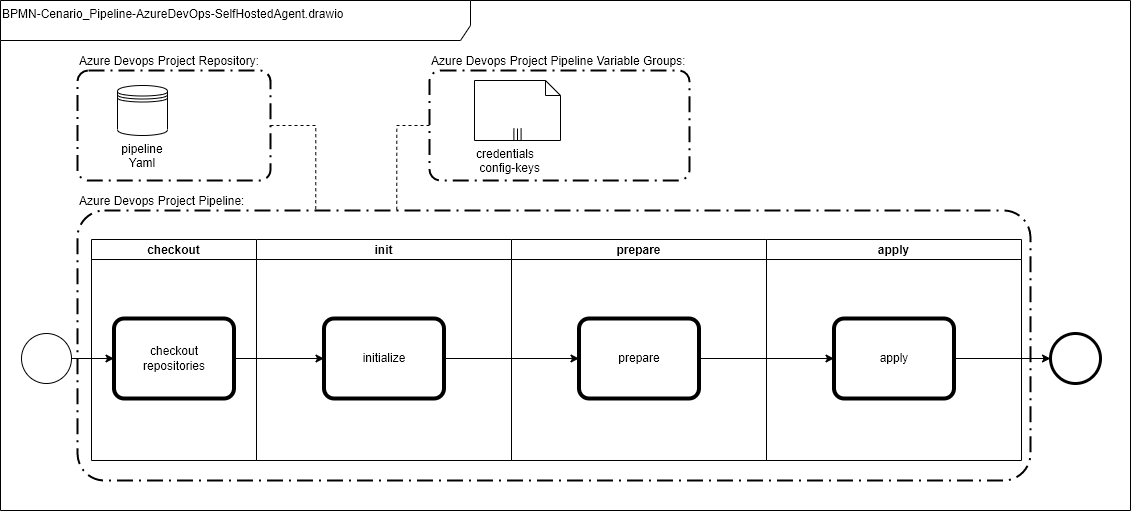 BPMN-Cenario_Pipeline-AzureDevOps-SelfHostedAgent.drawio
Azure Devops Project Repository:
Azure Devops Project Pipeline Variable Groups:
pipeline
Yaml
credentials
config-keys
Azure Devops Project Pipeline:
checkout
init
prepare
apply
checkout
repositories
initialize
prepare
apply